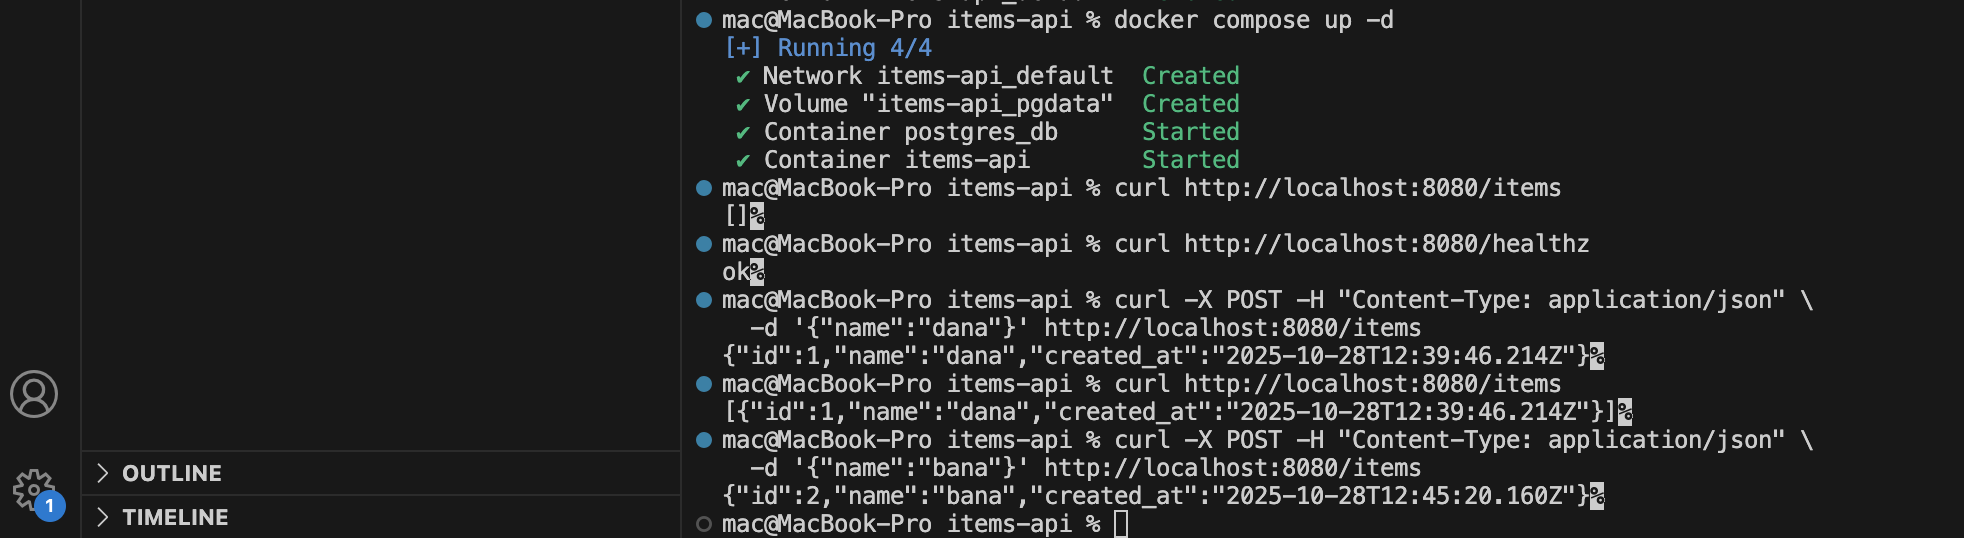 mac@MacBook-Pro items-api % docker compose up -d
[+] Running 4/4
✔ Network items-api_default Created
✔ Volume "items-api_pgdata" Created
✔ Container postgres_db Started
✔ Container items-api Started
mac@MacBook-Pro items-api % curl http://localhost:8080/items
[]%
mac@MacBook-Pro items-api % curl http://localhost:8080/healthz
ok%
mac@MacBook-Pro items-api % curl -X POST -H "Content-Type: application/json" \
-d '{"name":"dana"}' http://localhost:8080/items
{"id":1,"name":"dana","created_at":"2025-10-28T12:39:46.214Z"}%
mac@MacBook-Pro items-api % curl http://localhost:8080/items
[{"id":1,"name":"dana","created_at":"2025-10-28T12:39:46.214Z"}]%
mac@MacBook-Pro items-api % curl -X POST -H "Content-Type: application/json" \
-d '{"name":"bana"}' http://localhost:8080/items
{"id":2,"name":"bana","created_at":"2025-10-28T12:45:20.160Z"}%
mac@MacBook-Pro items-api %
OUTLINE
TIMELINE
1